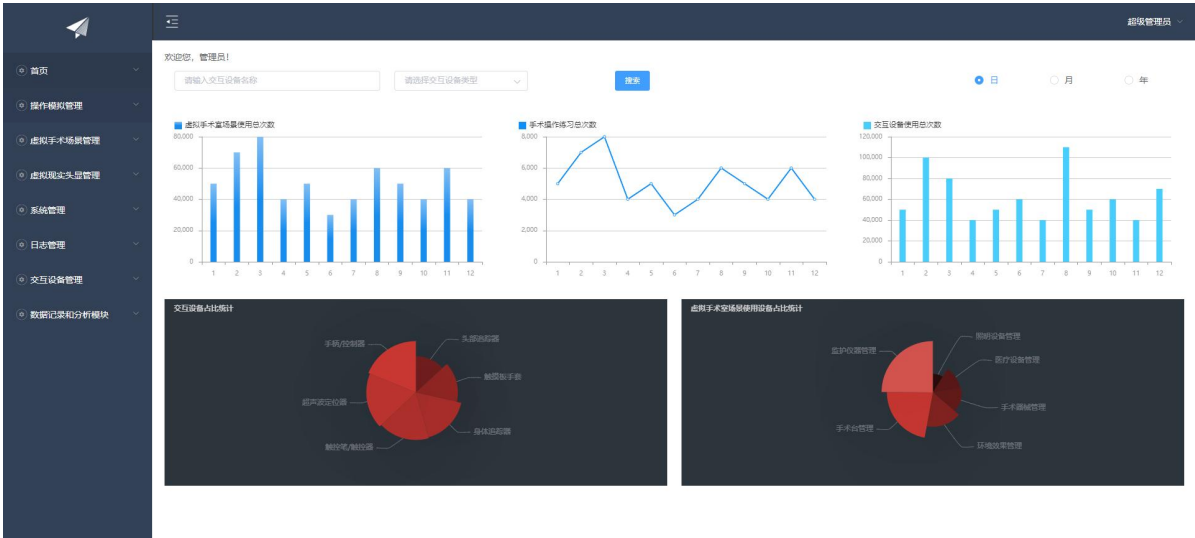 超级管理员
首页
操作模拟管理
虚拟手术场景管理
虚拟现实头显管理
系统管理
日志管理
交互设备管理
数据记录和分析模块
欢迎您，管理员！
请输入交互设备名称 请选择交互设备类型 搜索 日 月 年
虚拟手术室场景使用总次数
80,000
60,000
40,000
20,000
0
1 2 3 4 5 6 7 8 9 10 11 12
手术操作练习总次数
8,000
6,000
4,000
2,000
0
1 2 3 4 5 6 7 8 9 10 11 12
交互设备使用总次数
120,000
100,000
80,000
60,000
40,000
20,000
0
1 2 3 4 5 6 7 8 9 10 11 12
交互设备占比统计
手柄/控制器
头部追踪器
触摸板手套
超声波定位器
身体追踪器
触控笔/触控器
虚拟手术室场景使用设备占比统计
照明设备管理
监护仪器管理
医疗设备管理
手术器械管理
手术台管理
环境效果管理